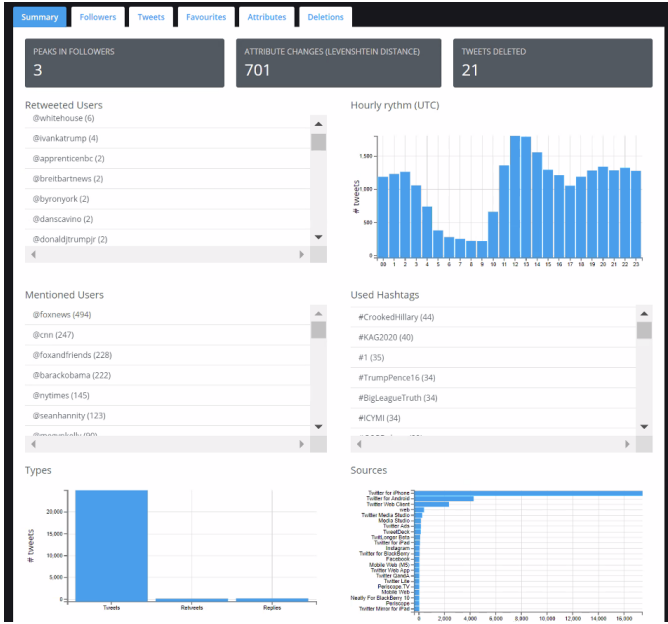 Summary Followers Tweets Favourites Attributes Deletions
PEAKS IN FOLLOWERS
3
ATTRIBUTE CHANGES (LEVENSHTEIN DISTANCE)
701
TWEETS DELETED
21
Retweeted Users
@whitehouse (6)
@ivankatrump (4)
@apprenticenbc (2)
@breitbartnews (2)
@byronyork (2)
@danscavino (2)
@donaldjtrumpjr (2)
Hourly rythm (UTC)
# tweets
1,500
1,000
500
0
00 1 2 3 4 5 6 7 8 9 10 11 12 13 14 15 16 17 18 19 20 21 22 23
Mentioned Users
@foxnews (494)
@cnn (247)
@foxandfriends (228)
@barackobama (222)
@nytimes (145)
@seanhannity (123)
Used Hashtags
#CrookedHillary (44)
#KAG2020 (40)
#1 (35)
#TrumpPence16 (34)
#BigLeagueTruth (34)
#ICYMI (34)
Types
# tweets
20,000
15,000
10,000
5,000
0
Tweets Retweets Replies
Sources
Twitter for iPhone
Twitter for Android
Twitter Web Client
web
Twitter Media Studio
Media Studio
Twitter Ads
TweetDeck
TwitLonger Beta
Twitter for iPad
Instagram
Twitter for BlackBerry
Facebook
Mobile Web (M5)
Twitter Web App
Twitter QandA
Twitter Lite
Periscope.TV
Mobile Web
Neatly For BlackBerry 10
Periscope
Twitter Mirror for iPad
0 2,000 4,000 6,000 8,000 10,000 12,000 14,000 16,000